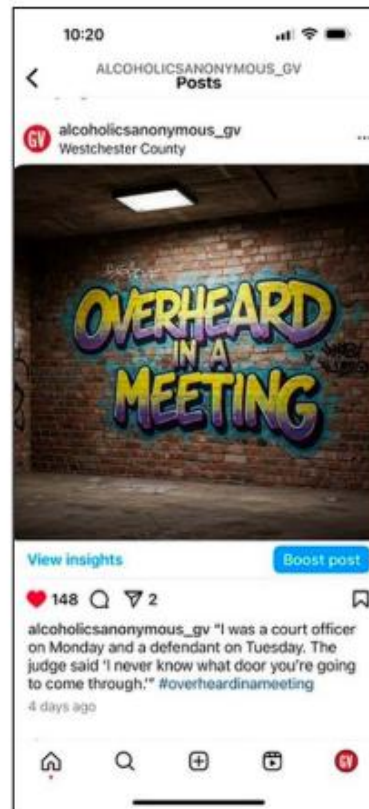 10:20
ALCOHOLICSANONYMOUS_GV
Posts
GV
alcoholicsanonymous_gv
Westchester County
OVERHEARD
IN A
MEETING
View insights
Boost post
148
2
alcoholicsanonymous_gv "I was a court officer
on Monday and a defendant on Tuesday. The
judge said 'I never know what door you're going
to come through.'" #overheardinameeting
4 days ago
GV